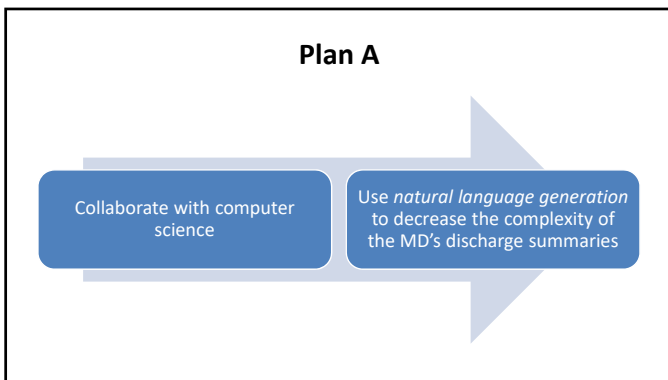 Plan A
Collaborate with computer
science
Use natural language generation
to decrease the complexity of
the MD’s discharge summaries